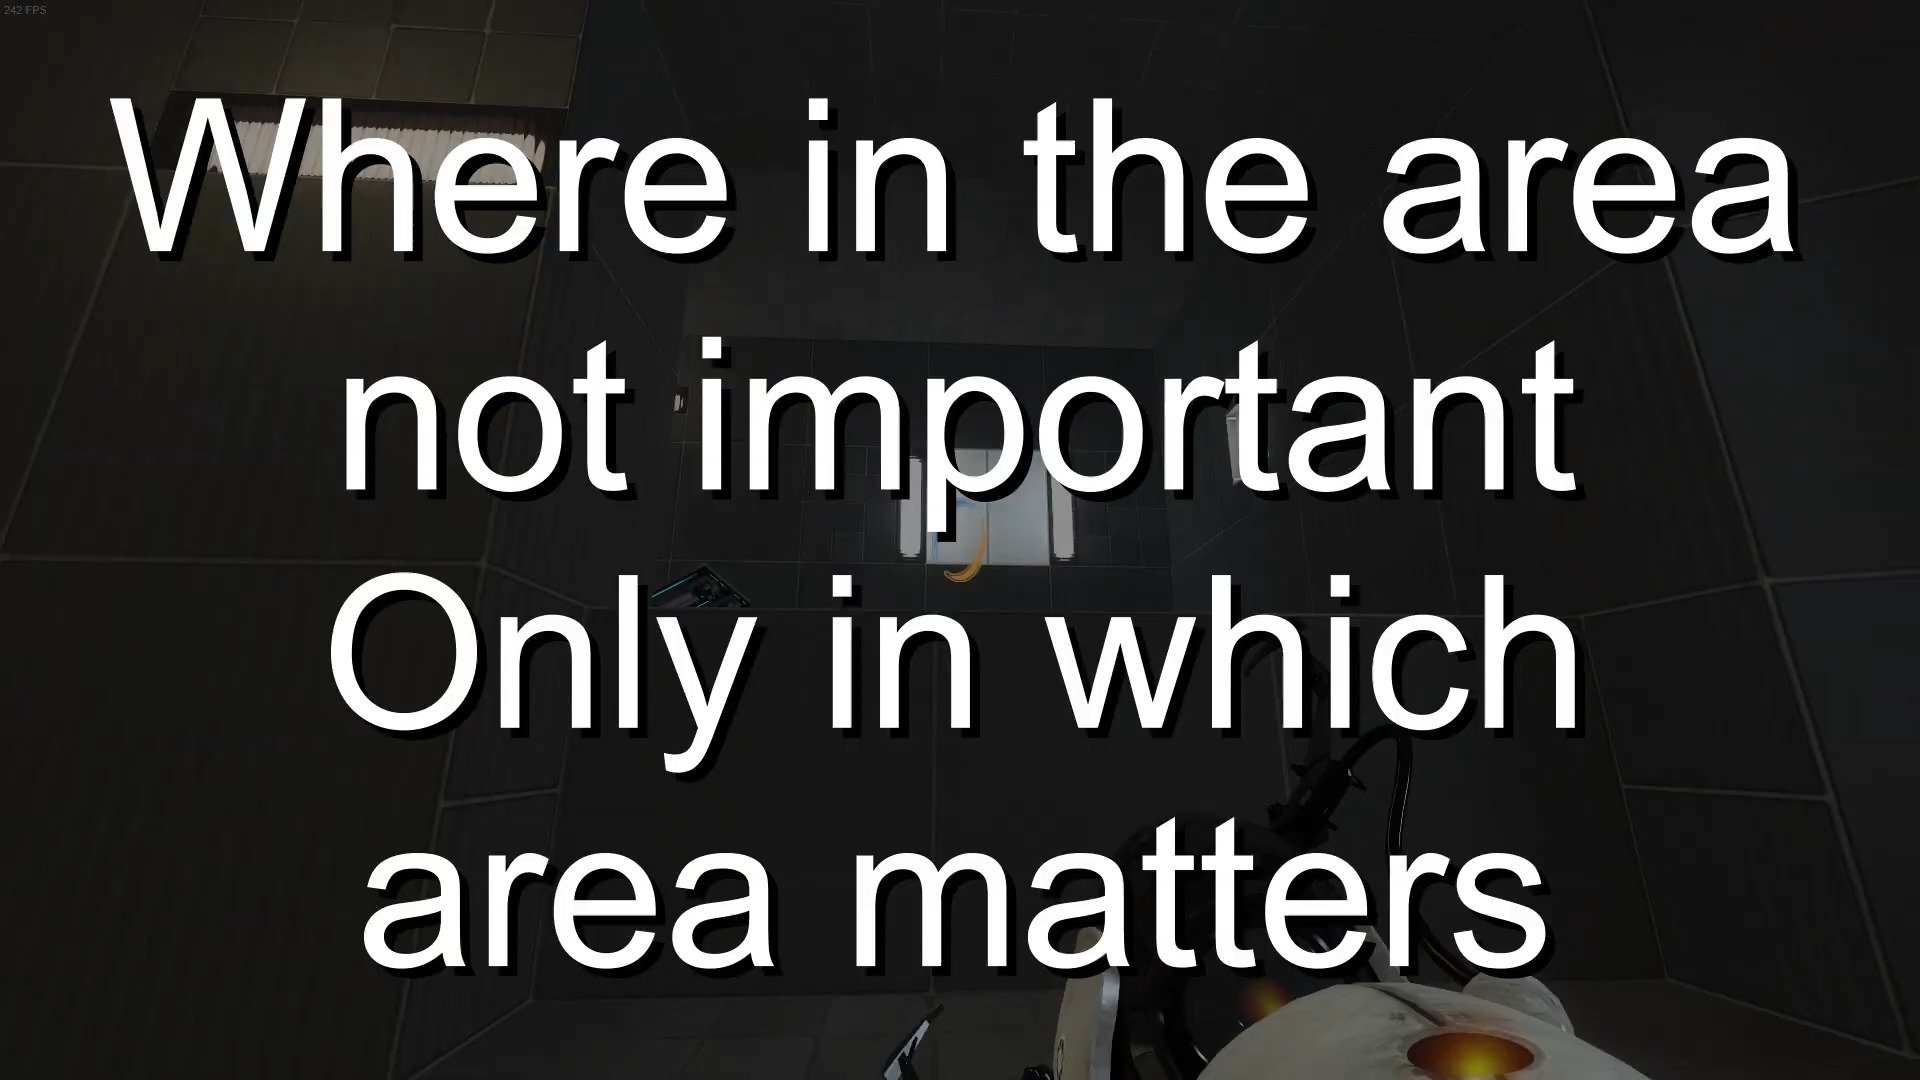 242 FPS
Where in the area
not important
Only in which
area matters